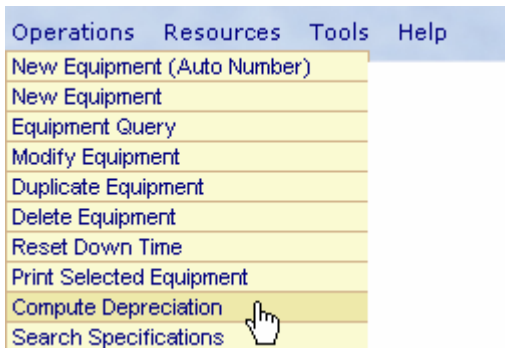 Operations Resources Tools Help
New Equipment (Auto Number)
New Equipment
Equipment Query
Modify Equipment
Duplicate Equipment
Delete Equipment
Reset Down Time
Print Selected Equipment
Compute Depreciation
Search Specifications